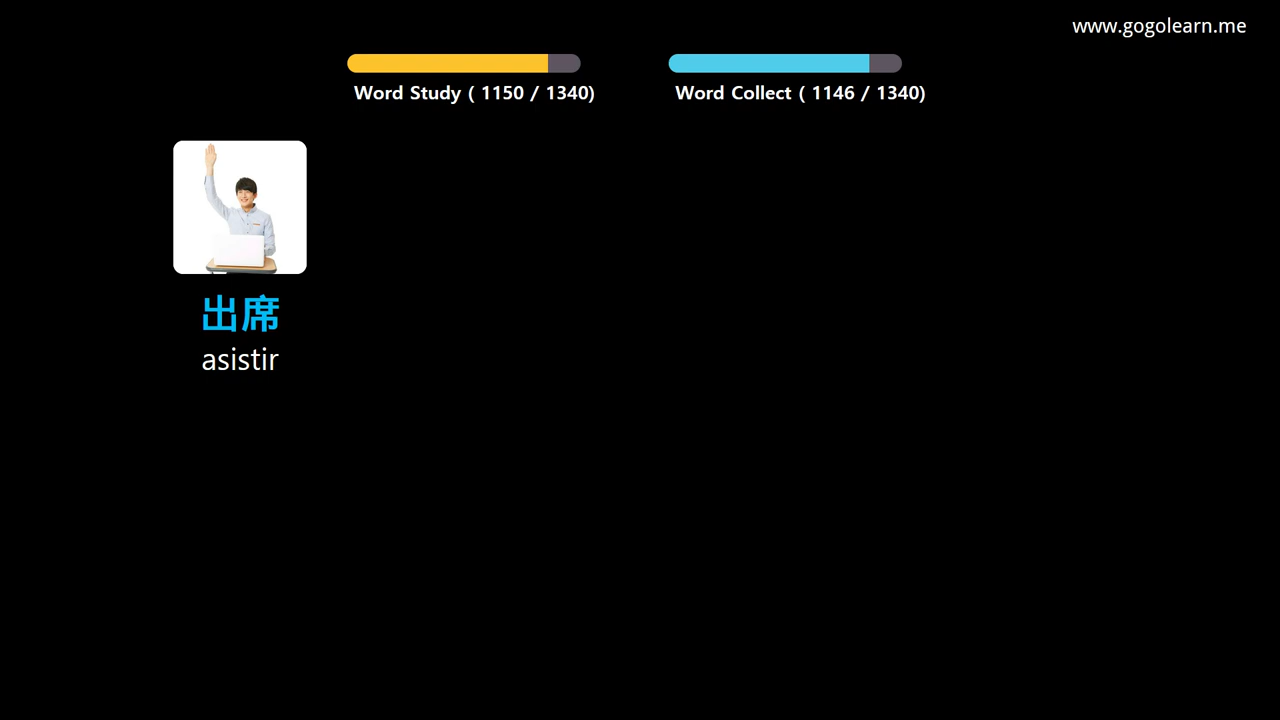 www.gogolearn.me
Word Study ( 1150 / 1340)
Word Collect ( 1146 / 1340)
出席
asistir